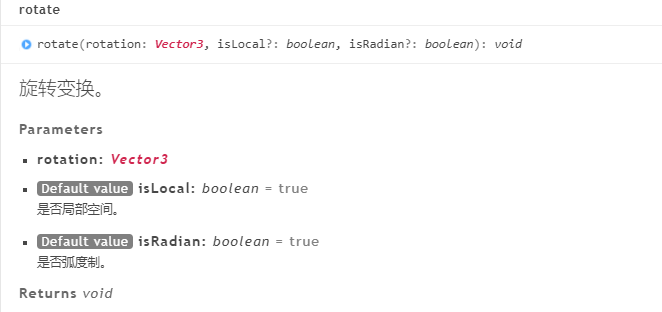 rotate
rotate(rotation: Vector3, isLocal?: boolean, isRadian?: boolean): void
旋转变换。
Parameters
rotation: Vector3
Default value isLocal: boolean = true
是否局部空间。
Default value isRadian: boolean = true
是否弧度制。
Returns void